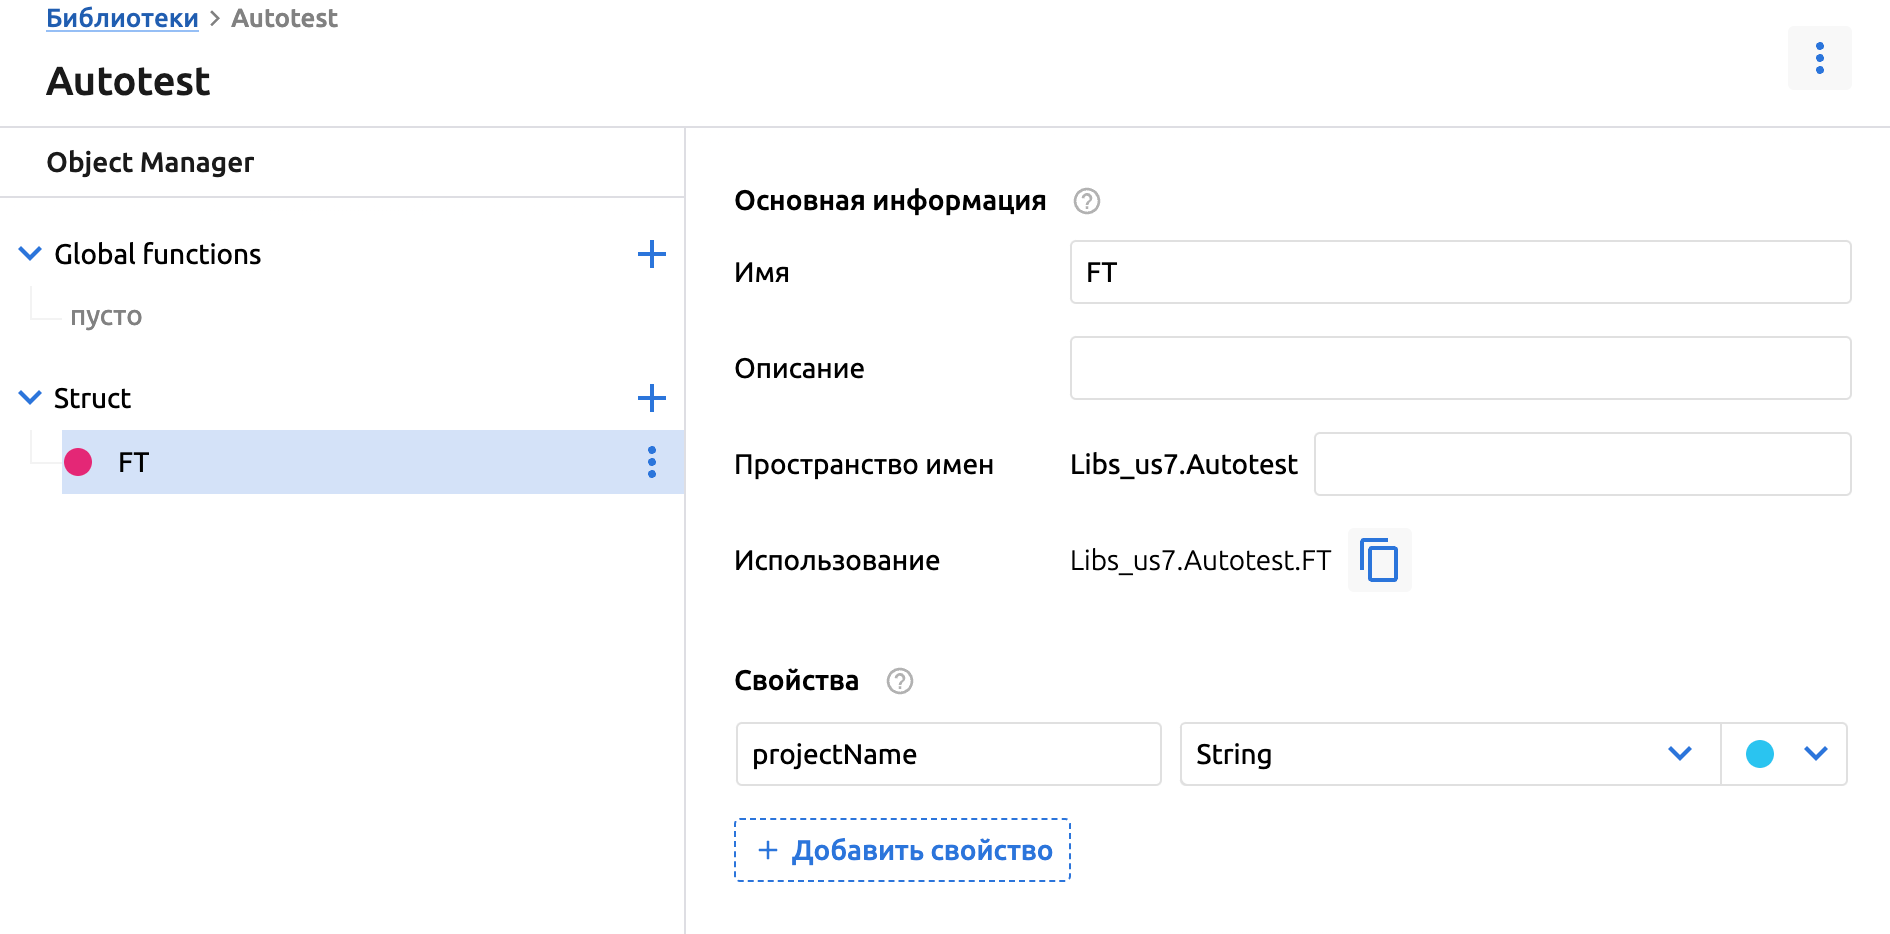 Библиотеки > Autotest
Autotest
Object Manager
Global functions
пусто
Struct
FT
Основная информация ?
Имя FT
Описание
Пространство имен Libs_us7.Autotest
Использование Libs_us7.Autotest.FT
Свойства ?
projectName String
+ Добавить свойство